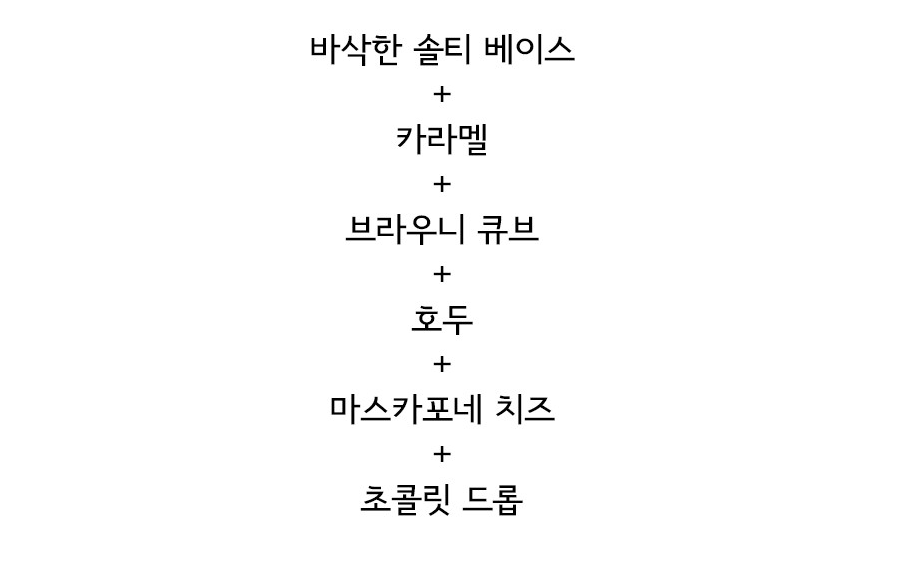 바삭한 솔티 베이스
+
카라멜
+
브라우니 큐브
+
호두
+
마스카포네 치즈
+
초콜릿 드롭